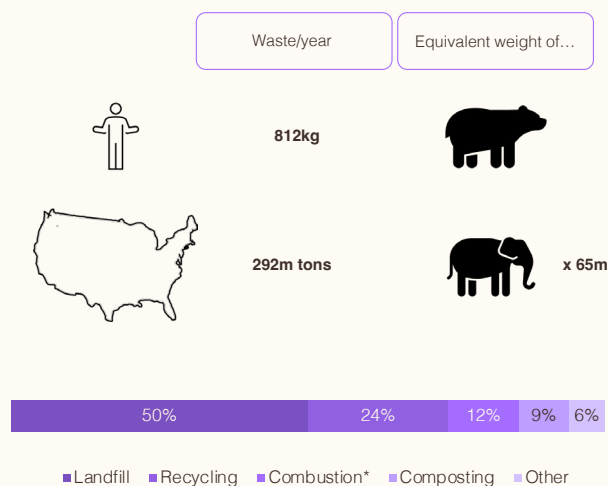 Waste/year
Equivalent weight of…
812kg
292m tons
x 65m
50% 24% 12% 9% 6%
Landfill Recycling Combustion* Composting Other